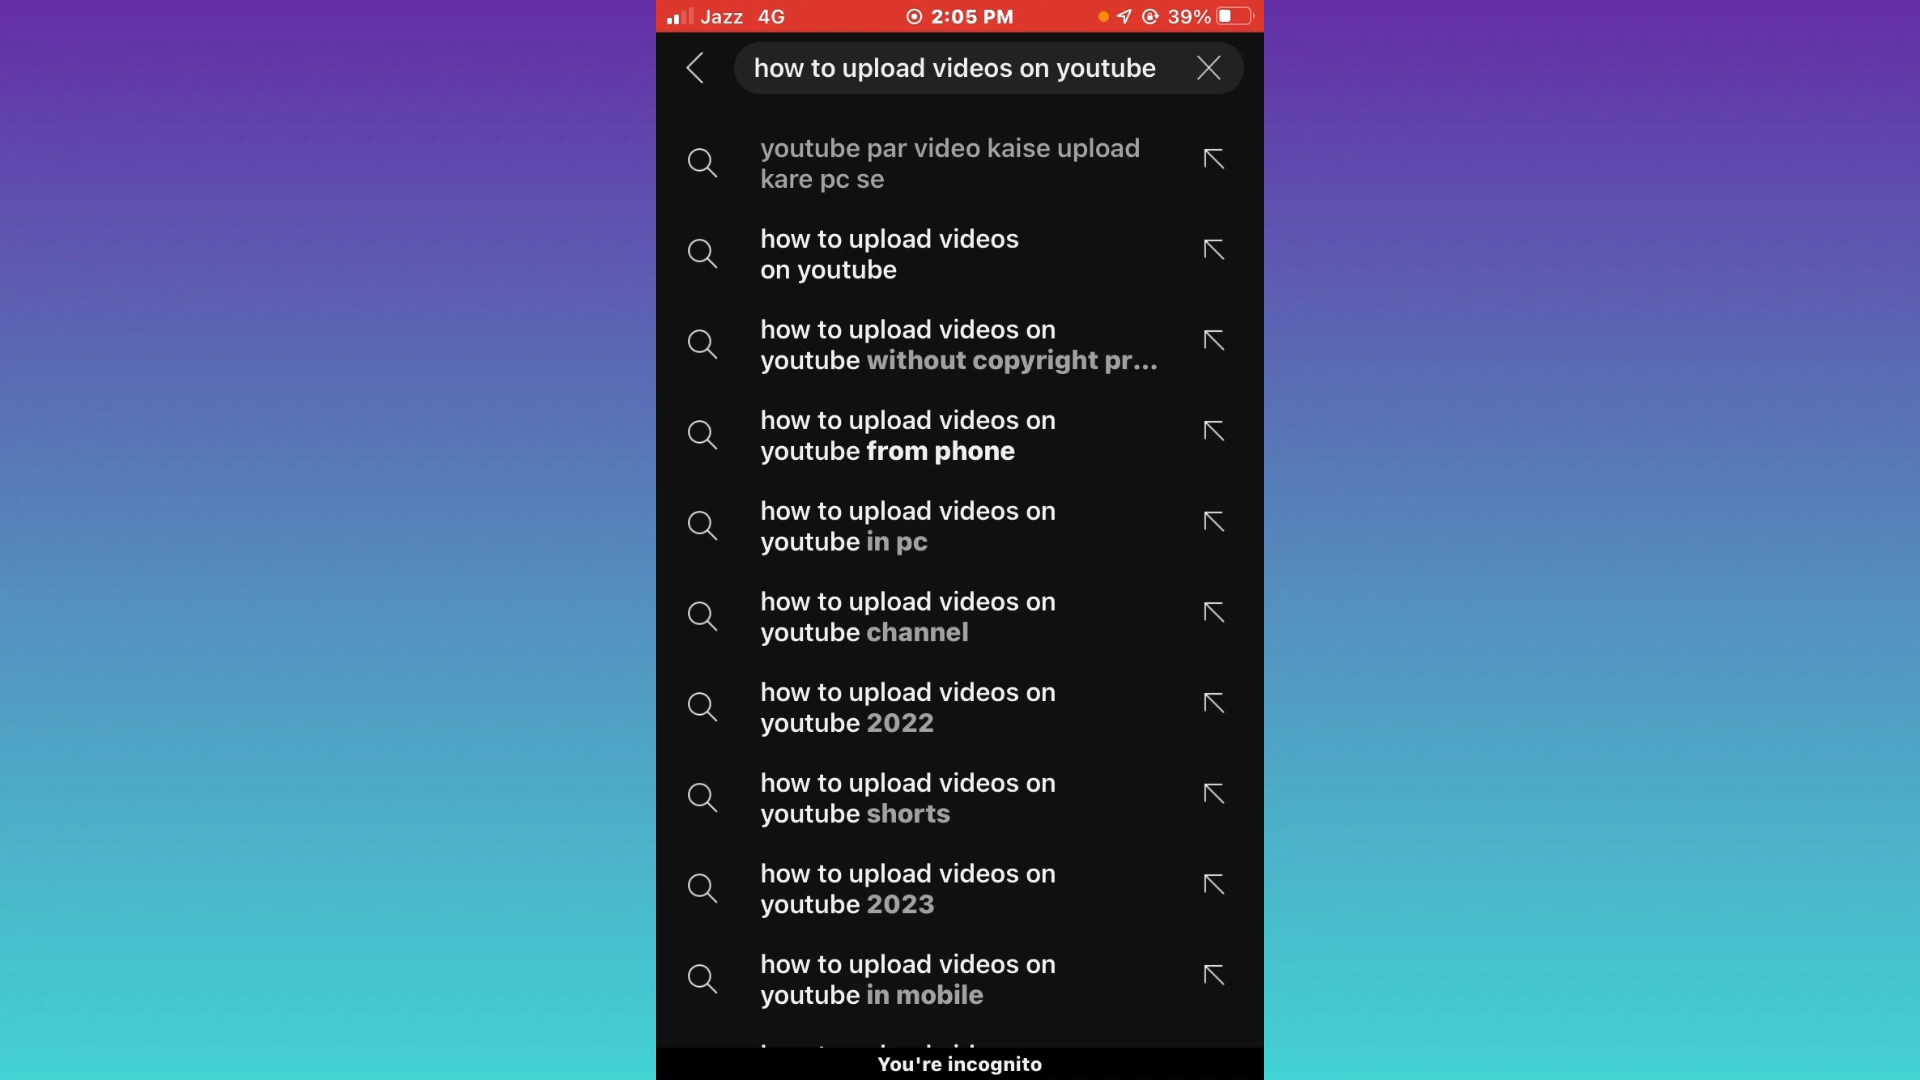 Jazz 4G 2:05 PM 39%
how to upload videos on youtube
youtube par video kaise upload
kare pc se
how to upload videos
on youtube
how to upload videos on
youtube without copyright pr...
how to upload videos on
youtube from phone
how to upload videos on
youtube in pc
how to upload videos on
youtube channel
how to upload videos on
youtube 2022
how to upload videos on
youtube shorts
how to upload videos on
youtube 2023
how to upload videos on
youtube in mobile
You're incognito